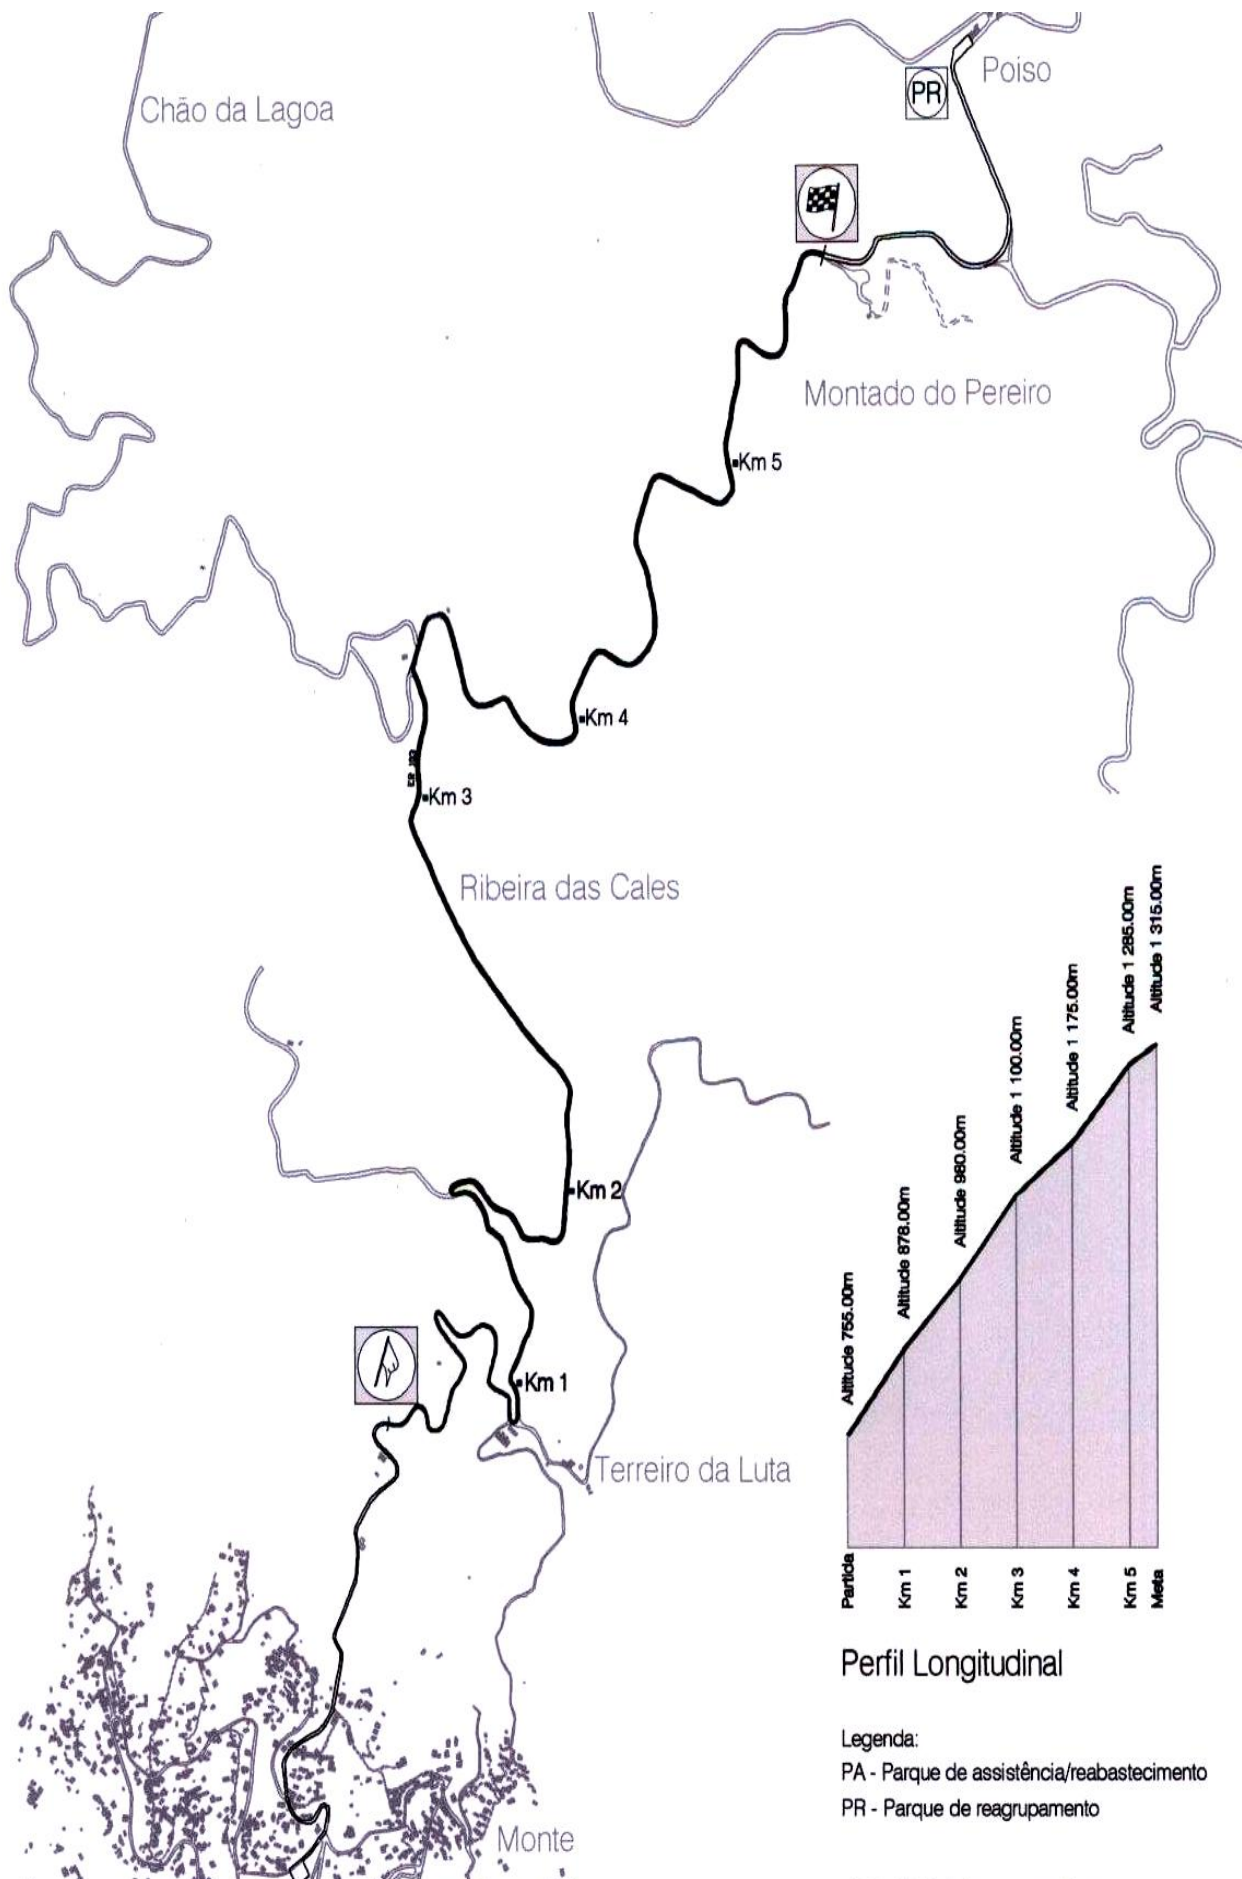 Poiso
PR
Chão da Lagoa
Montado do Pereiro
Km 5
Km 4
Km 3
Ribeira das Cales
Km 2
Km 1
Terreiro da Luta
Monte
Altitude 755.00m
Altitude 878.00m
Altitude 980.00m
Altitude 1 100.00m
Altitude 1 175.00m
Altitude 1 285.00m
Altitude 1 315.00m
Partida
Km 1
Km 2
Km 3
Km 4
Km 5
Meta
Perfil Longitudinal
Legenda:
PA - Parque de assistência/reabastecimento
PR - Parque de reagrupamento